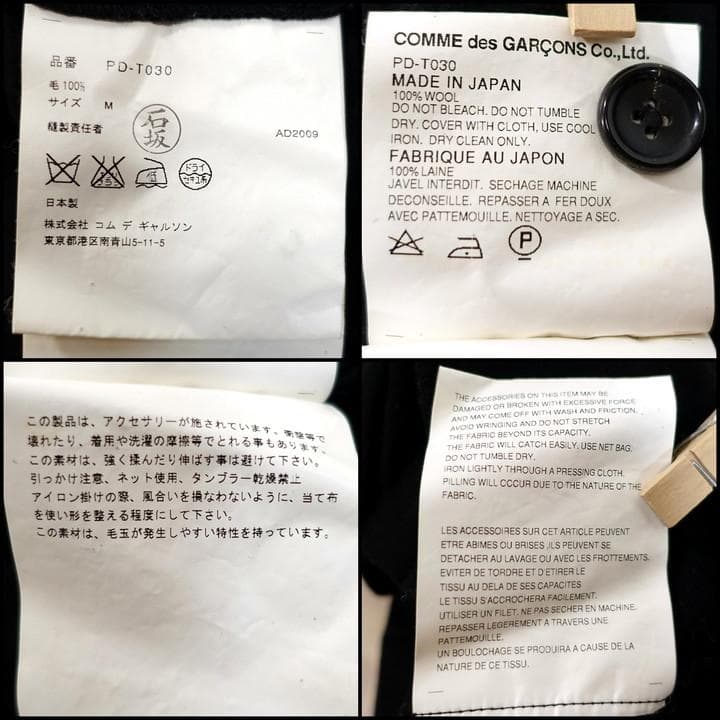 品番 PD-T030
毛 100%
サイズ M
縫製責任者 石坂
AD2009
ドライ
日本製
株式会社 コム デ ギャルソン
東京都港区南青山5-11-5
COMME des GARÇONS Co.,Ltd.
PD-T030
MADE IN JAPAN
100% WOOL
DO NOT BLEACH. DO NOT TUMBLE
DRY. COVER WITH CLOTH, USE COOL
IRON. DRY CLEAN ONLY.
FABRIQUE AU JAPON
100% LAINE
JAVEL INTERDIT. SECHAGE MACHINE
DECONSEILLE. REPASSER A FER DOUX
AVEC PATTEMOUILLE. NETTOYAGE A SEC.
P
この製品は、アクセサリーが施されています。衝撃等で
壊れたり、着用や洗濯の摩擦等でとれる事もあります。
この素材は、強く揉んだり伸ばす事は避けて下さい。
引っかけ注意、ネット使用、タンブラー乾燥禁止
アイロン掛けの際、風合いを損なわないように、当て布
を使い形を整える程度にして下さい。
この素材は、毛玉が発生しやすい特性を持っています。
THE ACCESSORIES ON THIS ITEM MAY BE
DAMAGED OR BROKEN WITH EXCESSIVE FORCE
AND MAY COME OFF WITH WASH AND FRICTION.
AVOID WRINGING AND DO NOT STRETCH
THE FABRIC BEYOND ITS CAPACITY.
THE FABRIC WILL CATCH EASILY. USE NET BAG.
DO NOT TUMBLE DRY.
IRON LIGHTLY THROUGH A PRESSING CLOTH.
PILLING WILL OCCUR DUE TO THE NATURE OF THE
FABRIC.
LES ACCESSOIRES SUR CET ARTICLE PEUVENT
ETRE ABIMES OU BRISES ,ILS PEUVENT SE
DETACHER AU LAVAGE OU AVEC LES FROTTEMENTS.
EVITER DE TORDRE ET D'ETIRER LE
TISSU AU DELA DE SES CAPACITES
LE TISSU S'ACCROCHERA FACILEMENT.
UTILISER UN FILET. NE PAS SECHER EN MACHINE.
REPASSER LEGEREMENT A TRAVERS UNE
PATTEMOUILLE.
UN BOULOCHAGE SE PRODUIRA A CAUSE DE LA
NATURE DE CE TISSU.